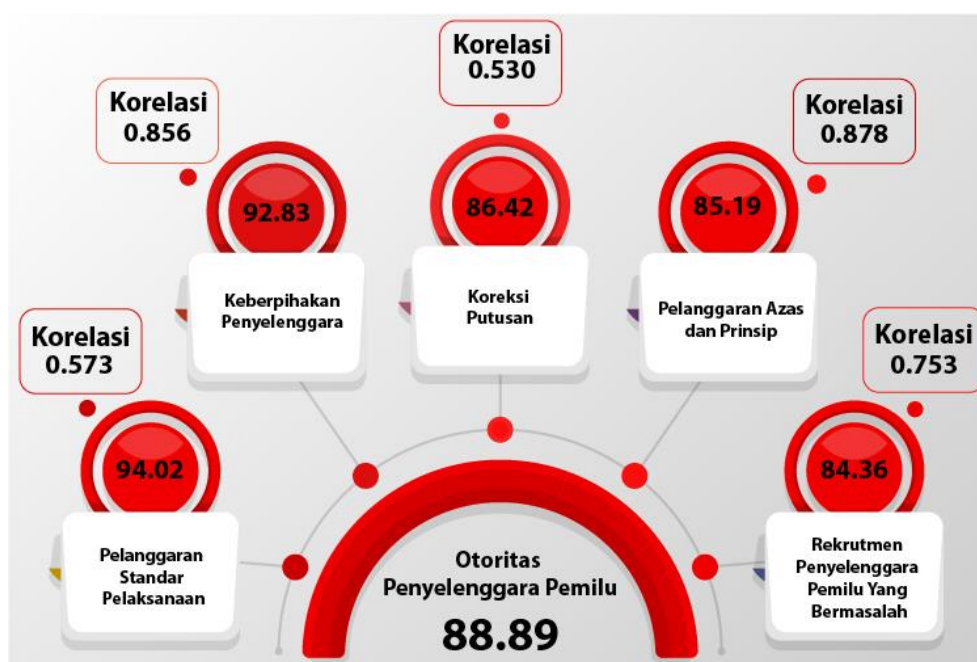 Korelasi
0.573
94.02
Pelanggaran
Standar
Pelaksanaan
Korelasi
0.856
92.83
Keberpihakan
Penyelenggara
Korelasi
0.530
86.42
Koreksi
Putusan
Korelasi
0.878
85.19
Pelanggaran Azas
dan Prinsip
Korelasi
0.753
84.36
Rekrutmen
Penyelenggara
Pemilu Yang
Bermasalah
Otoritas
Penyelenggara Pemilu
88.89